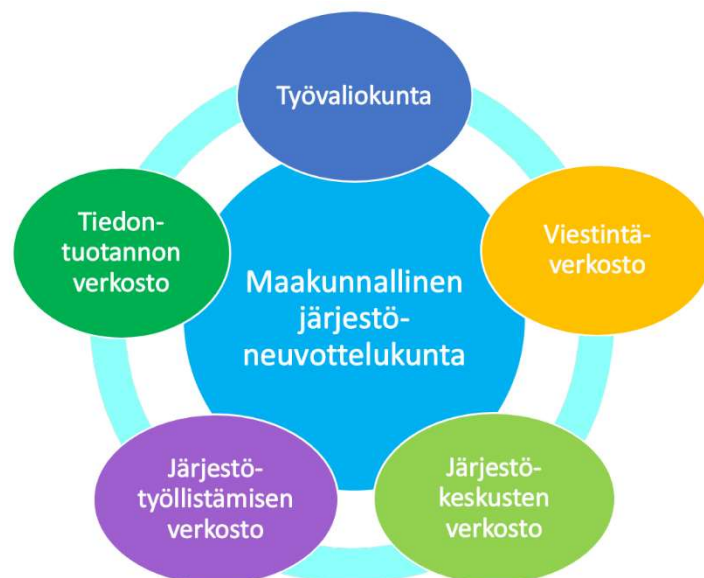 Työvaliokunta
Tiedon-
tuotannon
verkosto
Viestintä-
verkosto
Maakunnallinen
järjestö-
neuvottelukunta
Järjestö-
työllistämisen
verkosto
Järjestö-
keskusten
verkosto